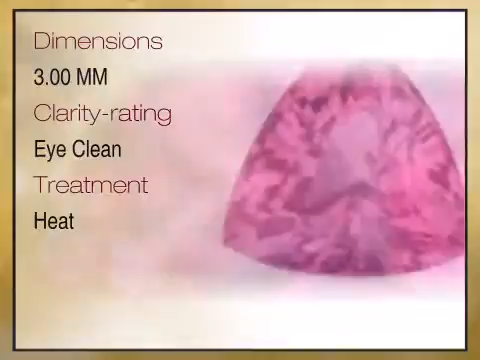 Dimensions
3.00 MM
Clarity-rating
Eye Clean
Treatment
Heat